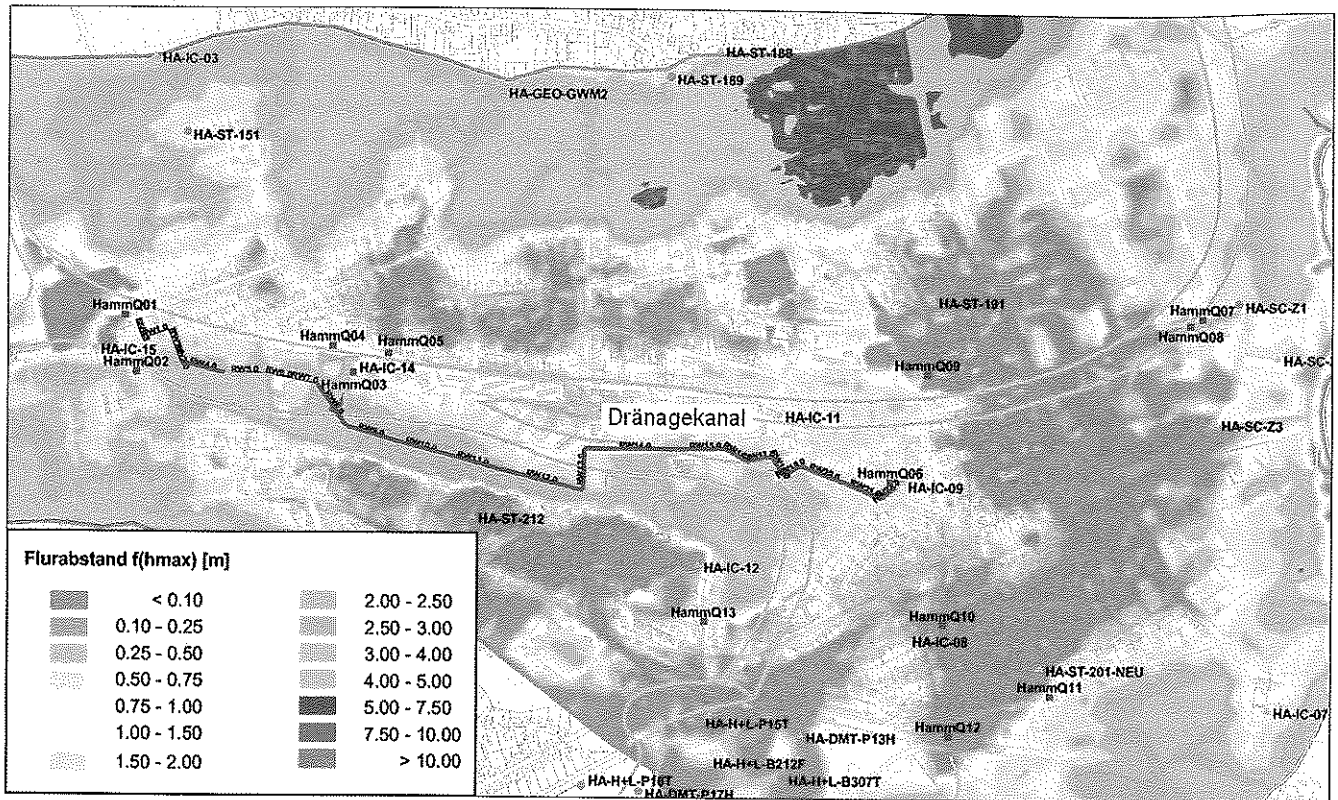 HA-IC-03
HA-ST-188
HA-ST-189
HA-GEO-GWM2
HA-ST-151
HammQ01
HA-ST-191
HammQ07
HA-SC-Z1
HammQ08
HammQ04
HammQ05
HA-IC-15
HammQ02
HA-IC-14
HammQ03
HammQ09
HA-SC-
Dränagekanal
HA-IC-11
HA-SC-Z3
HammQ06
HA-IC-09
HA-ST-212
HA-IC-12
HammQ13
HammQ10
HA-IC-08
HA-ST-201-NEU
HammQ11
HA-IC-07
HA-H+L-P15T
HammQ12
HA-DMT-P13H
HA-H+L-B212F
HA-H+L-P16T
HA-H+L-B307T
HA-DMT-P17H
Flurabstand f(hmax) [m]
< 0.10
0.10 - 0.25
0.25 - 0.50
0.50 - 0.75
0.75 - 1.00
1.00 - 1.50
1.50 - 2.00
2.00 - 2.50
2.50 - 3.00
3.00 - 4.00
4.00 - 5.00
5.00 - 7.50
7.50 - 10.00
> 10.00